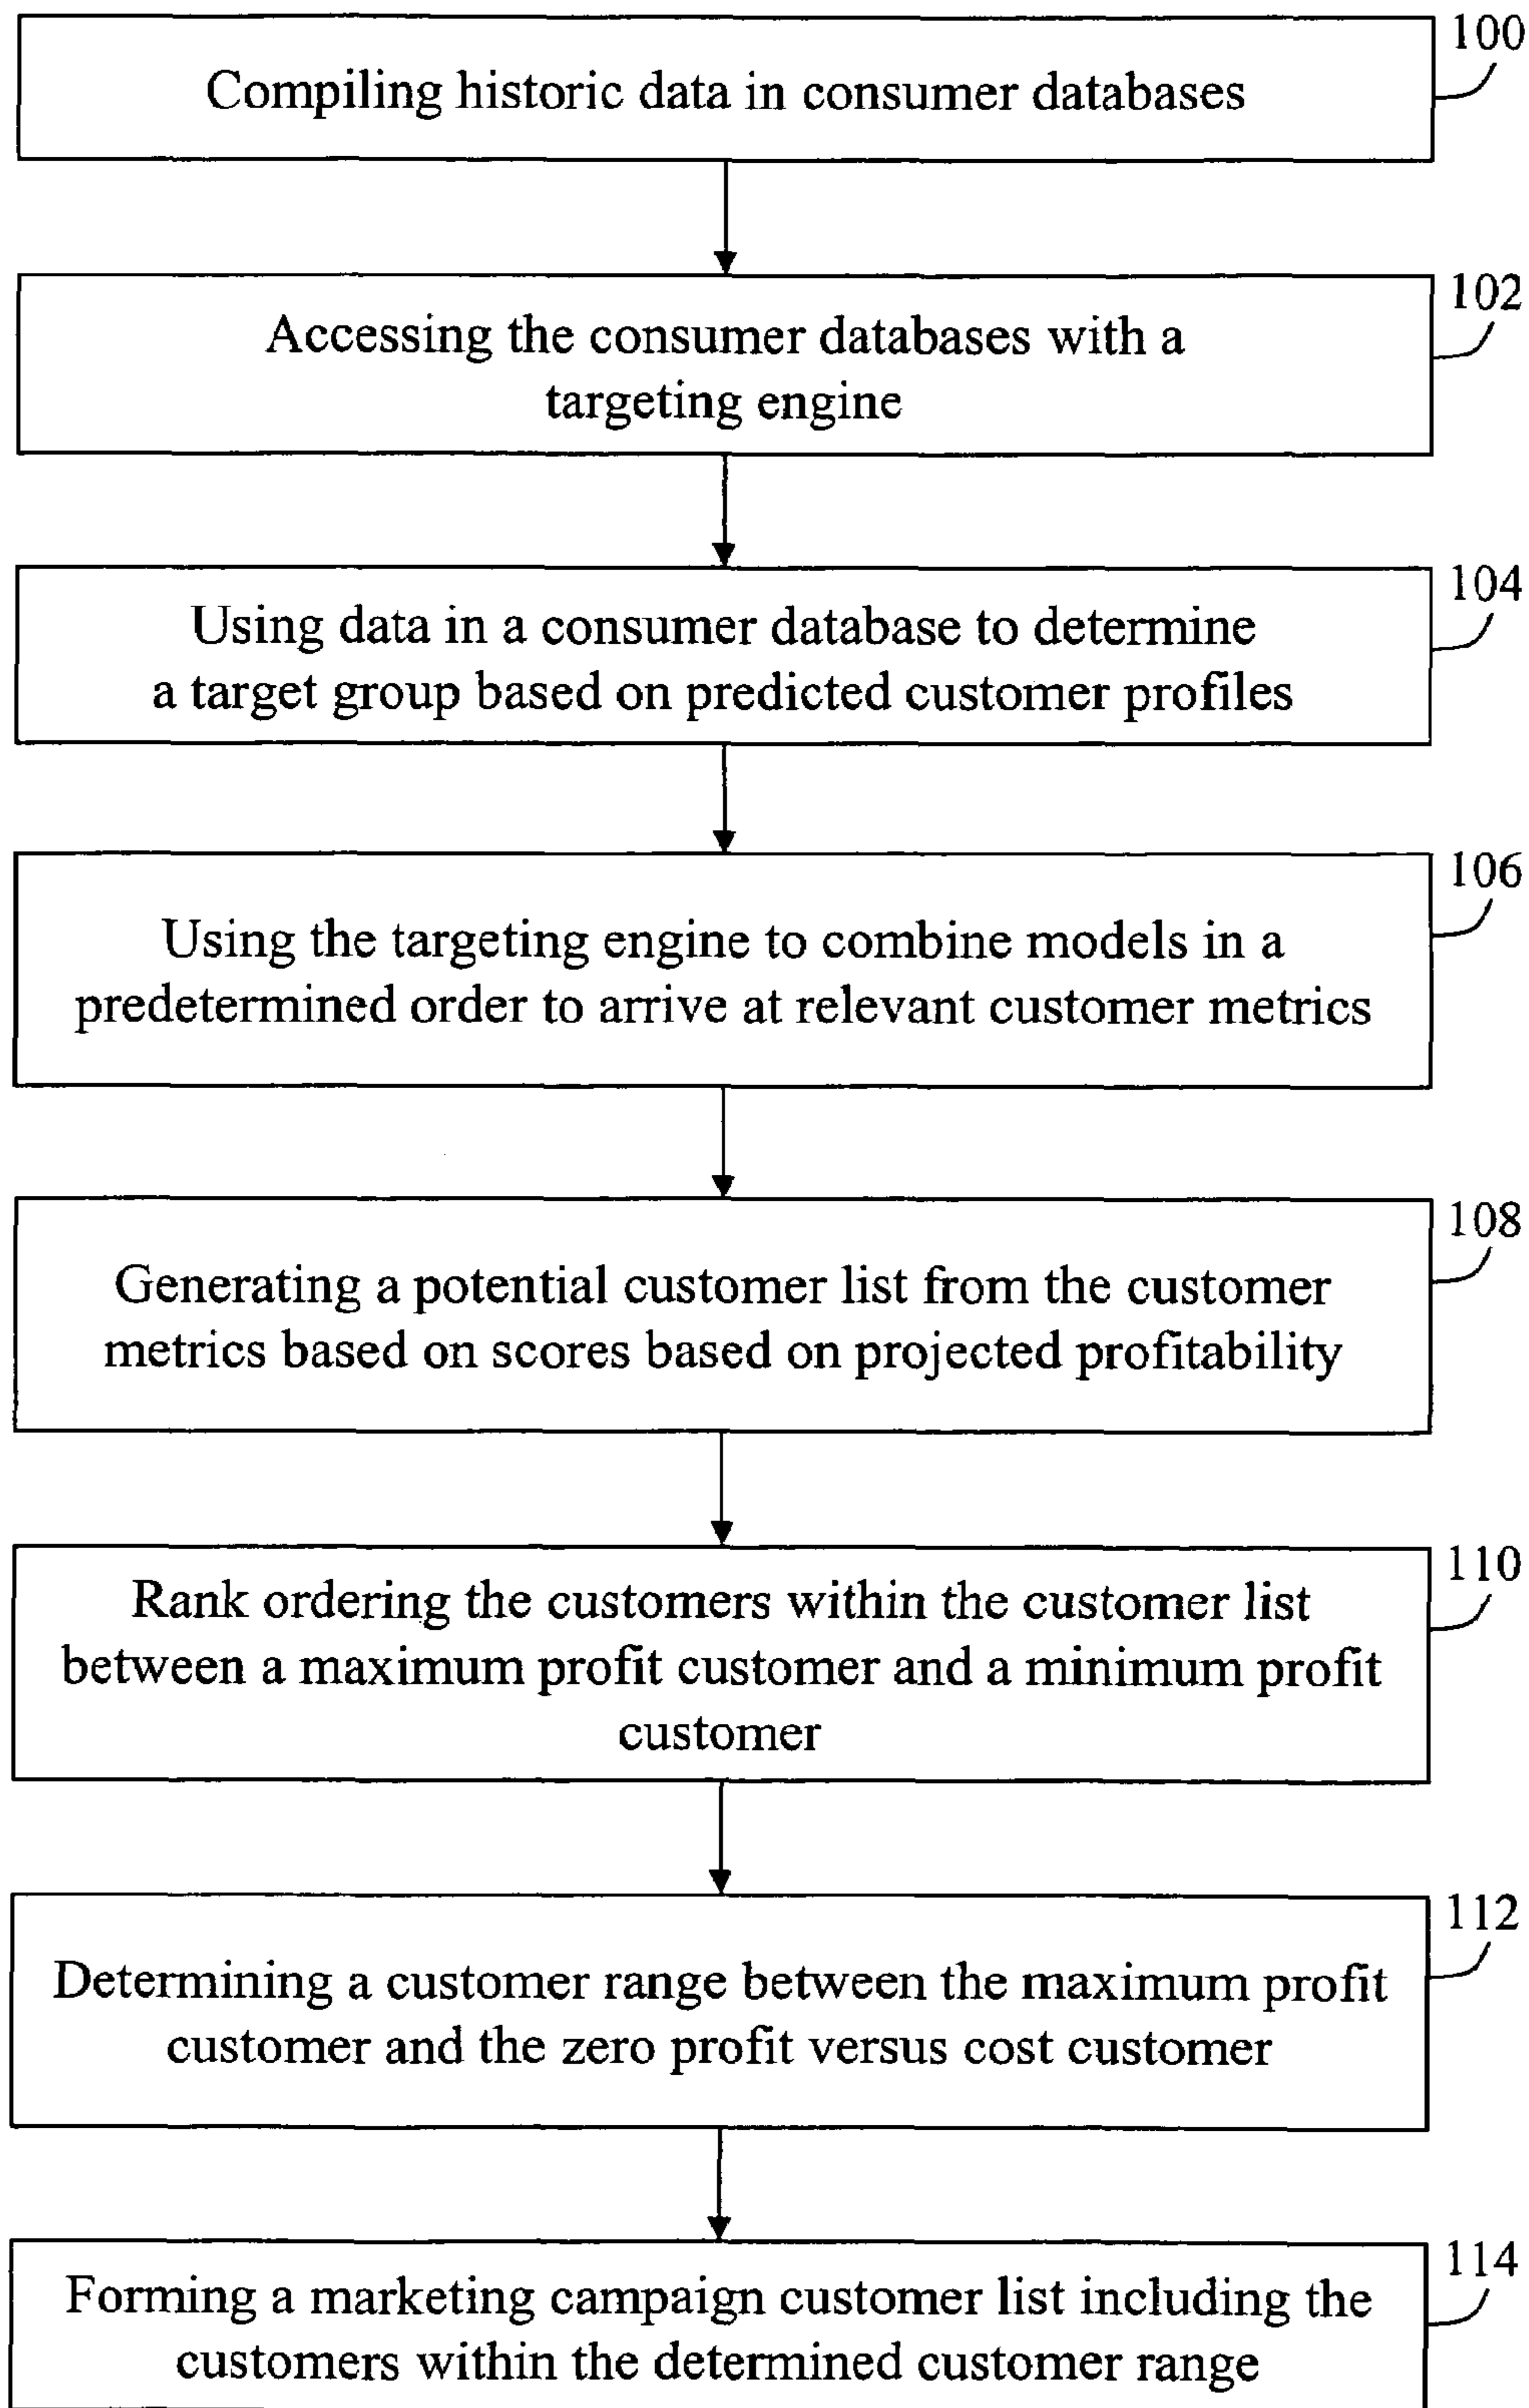 100
Compiling historic data in consumer databases
102
Accessing the consumer databases with a
targeting engine
104
Using data in a consumer database to determine
a target group based on predicted customer profiles
106
Using the targeting engine to combine models in a
predetermined order to arrive at relevant customer metrics
108
Generating a potential customer list from the customer
metrics based on scores based on projected profitability
110
Rank ordering the customers within the customer list
between a maximum profit customer and a minimum profit
customer
112
Determining a customer range between the maximum profit
customer and the zero profit versus cost customer
114
Forming a marketing campaign customer list including the
customers within the determined customer range